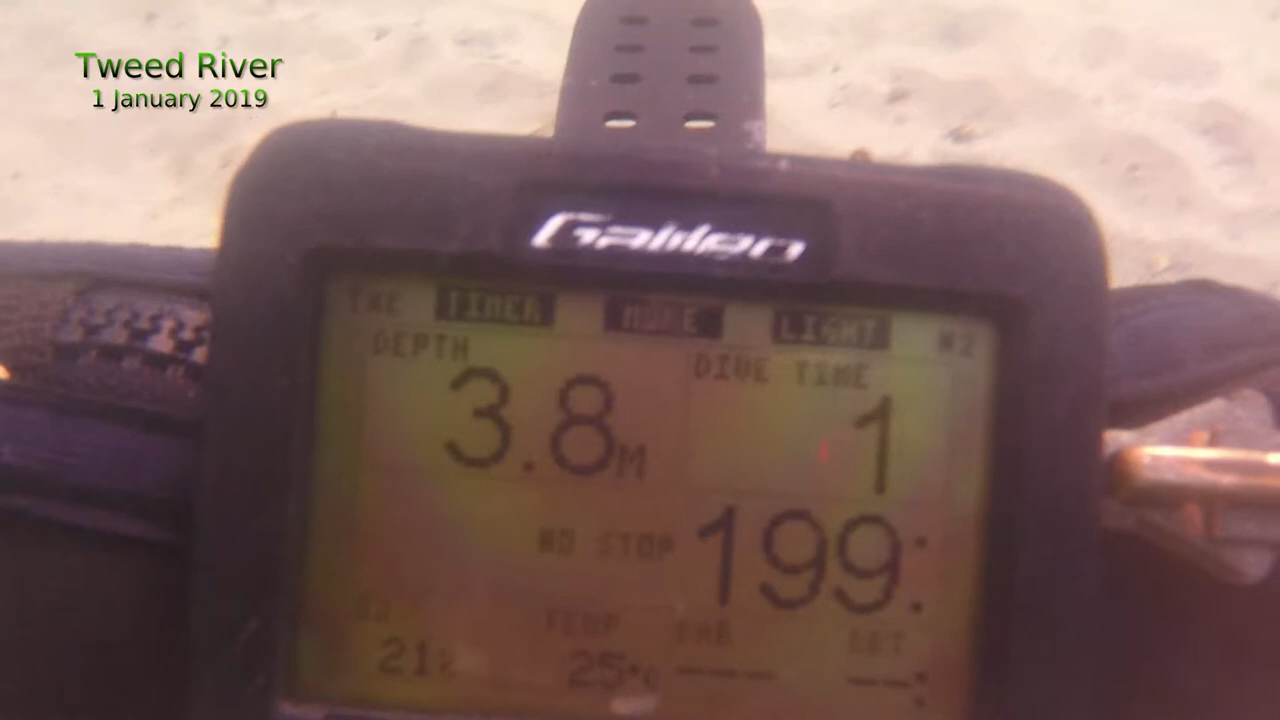 Tweed River
1 January 2019
Galileo
TIMER MORE LIGHT
DEPTH DIVE TIME
3.8M 1
NO STOP 199:
TEMP
21% 25°C ---- --: